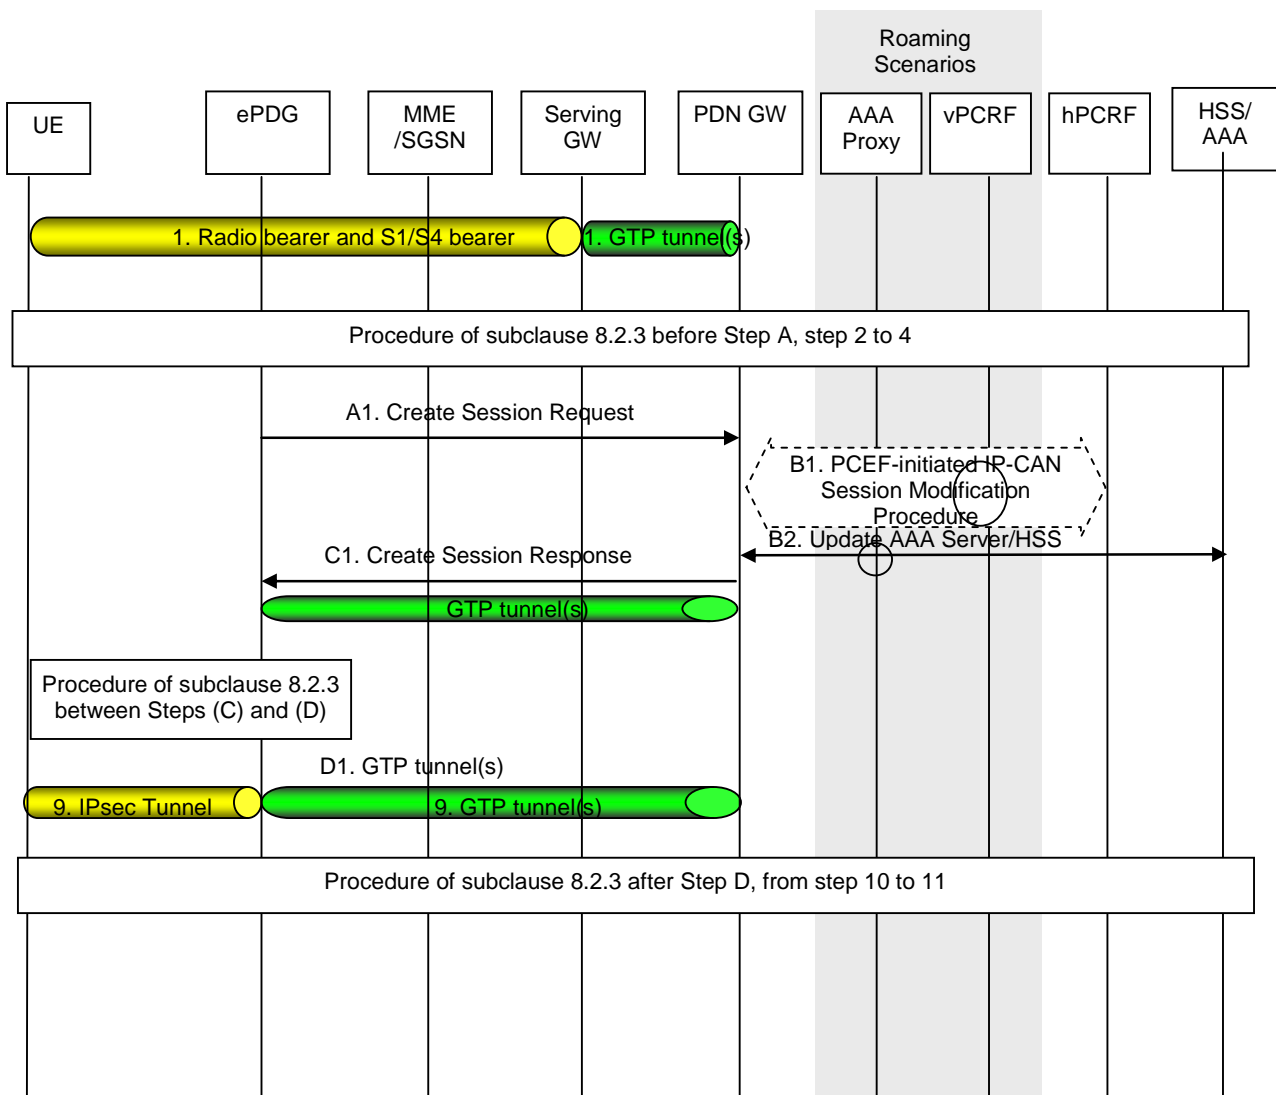 Roaming
Scenarios
UE
ePDG
MME
/SGSN
Serving
GW
PDN GW
AAA
Proxy
vPCRF
hPCRF
HSS/
AAA
1. Radio bearer and S1/S4 bearer
1. GTP tunnel(s)
Procedure of subclause 8.2.3 before Step A, step 2 to 4
A1. Create Session Request
B1. PCEF-initiated IP-CAN
Session Modification
Procedure
B2. Update AAA Server/HSS
C1. Create Session Response
GTP tunnel(s)
Procedure of subclause 8.2.3
between Steps (C) and (D)
D1. GTP tunnel(s)
9. IPsec Tunnel
9. GTP tunnel(s)
Procedure of subclause 8.2.3 after Step D, from step 10 to 11